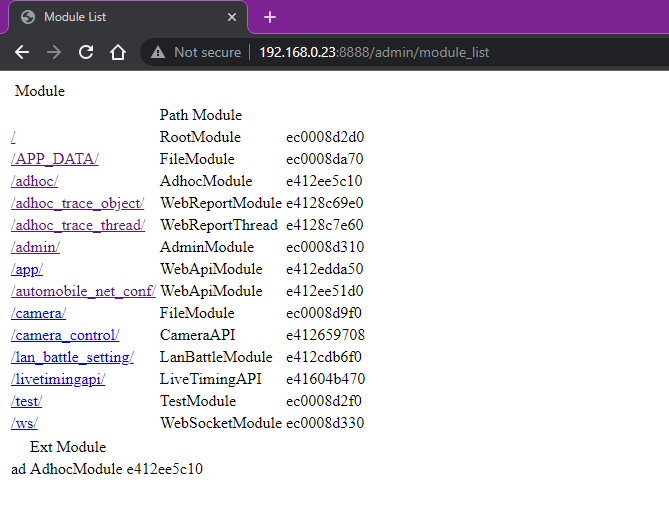 Module List
Not secure 192.168.0.23:8888/admin/module_list
Module
Path Module
/ RootModule ec0008d2d0
/APP_DATA/ FileModule ec0008da70
/adhoc/ AdhocModule e412ee5c10
/adhoc_trace_object/ WebReportModule e4128c69e0
/adhoc_trace_thread/ WebReportThread e4128c7e60
/admin/ AdminModule ec0008d310
/app/ WebApiModule e412edda50
/automobile_net_conf/ WebApiModule e412ee51d0
/camera/ FileModule ec0008d9f0
/camera_control/ CameraAPI e412659708
/lan_battle_setting/ LanBattleModule e412cdb6f0
/livetimingapi/ LiveTimingAPI e41604b470
/test/ TestModule ec0008d2f0
/ws/ WebSocketModule ec0008d330
Ext Module
ad AdhocModule e412ee5c10